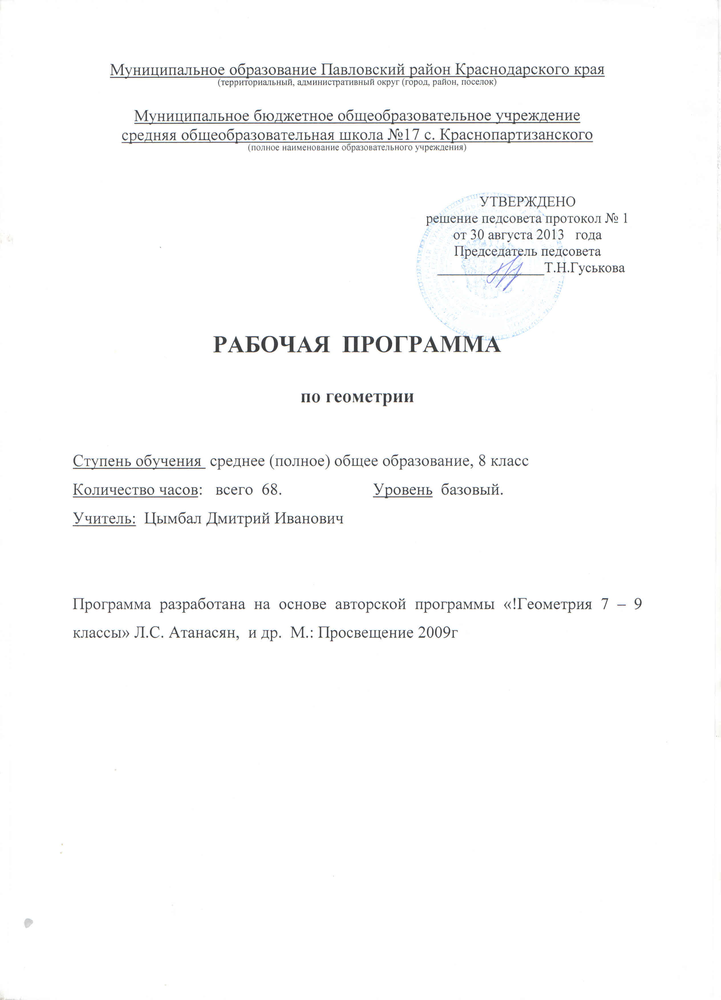 Муниципальное образование Павловский район Краснодарского края
(территориальный, административный округ (город, район, поселок)
Муниципальное бюджетное общеобразовательное учреждение
средняя общеобразовательная школа №17 с. Краснопартизанского
(полное наименование образовательного учреждения)
УТВЕРЖДЕНО
решение педсовета протокол № 1
от 30 августа 2013 года
Председатель педсовета
_______________Т.Н.Гуськова
РАБОЧАЯ ПРОГРАММА
по геометрии
Ступень обучения среднее (полное) общее образование, 8 класс
Количество часов: всего 68. Уровень базовый.
Учитель: Цымбал Дмитрий Иванович
Программа разработана на основе авторской программы «!Геометрия 7 – 9
классы» Л.С. Атанасян, и др. М.: Просвещение 2009г